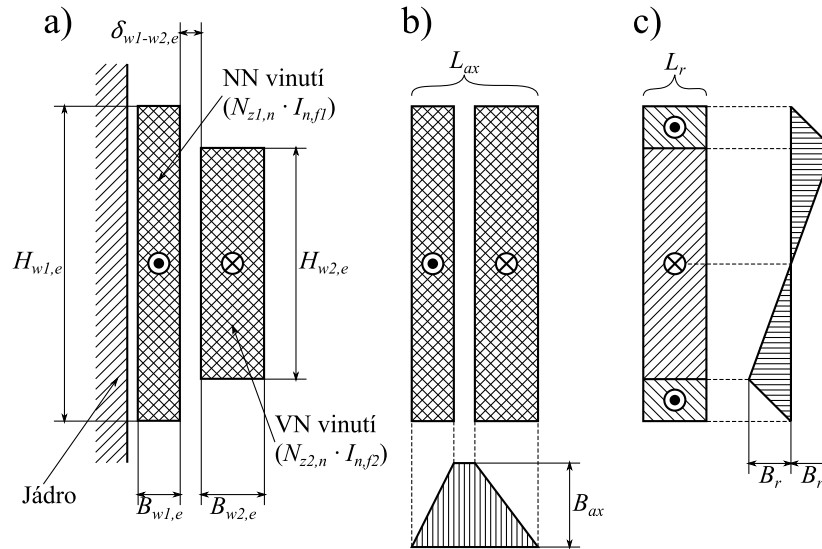 a)
b)
c)
δw1-w2,e
NN vinutí
(Nz1,n · In,f1)
Lax
Lr
Hw1,e
Hw2,e
VN vinutí
(Nz2,n · In,f2)
Jádro
Bw1,e
Bw2,e
Bax
Br
Br